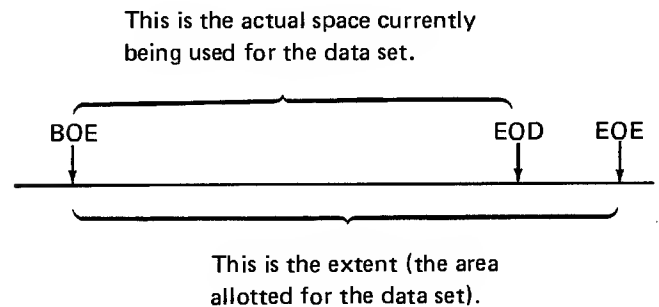 This is the actual space currently
being used for the data set.
BOE EOD EOE
This is the extent (the area
allotted for the data set).